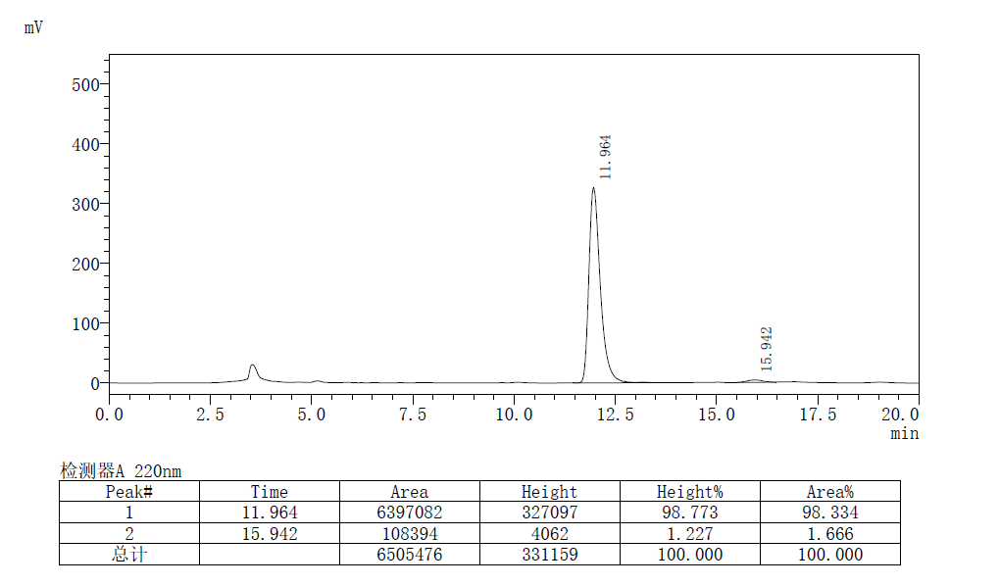 mV
500
400
300
200
100
0
11.964
15.942
0.0 2.5 5.0 7.5 10.0 12.5 15.0 17.5 20.0
min
检测器A 220nm
Peak# Time Area Height Height% Area%
1 11.964 6397082 327097 98.773 98.334
2 15.942 108394 4062 1.227 1.666
总计 6505476 331159 100.000 100.000